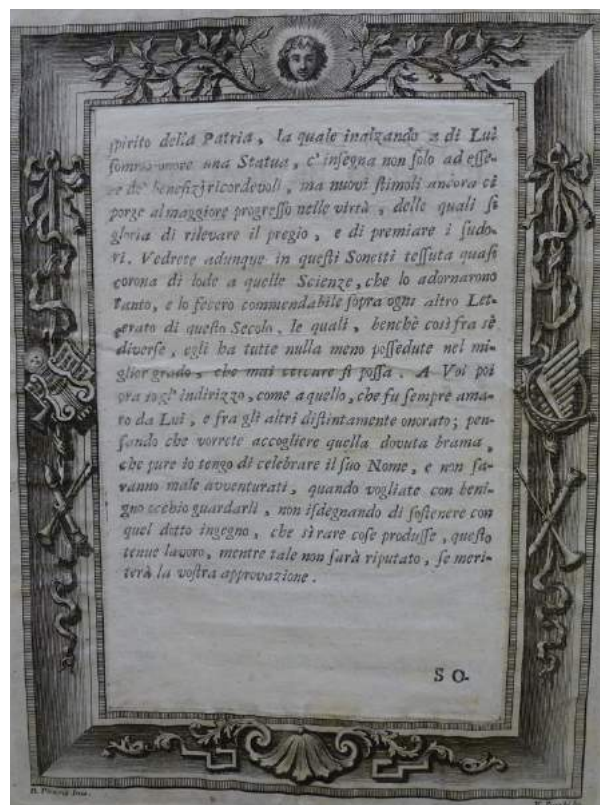 spirito della Patria, la quale inalzando a di Lui
sommo onore una Statua, c' insegna non solo ad esse-
re de' benefizj ricordevoli, ma nuovi stimoli ancora ci
porge al maggiore progresso nelle virtù, delle quali si
gloria di rilevare il pregio, e di premiare i sudo-
ri. Vedrete adunque in questi Sonetti tessuta quasi
corona di lode a quelle Scienze, che lo adornarono
tanto, e lo fecero commendabile sopra ogni altro Let-
terato di questo Secolo, le quali, benchè così fra sè
diverse, egli ha tutte nulla meno possedute nel mi-
glior grado, che mai cercare si possa. A Voi poi
ora gl' indirizzo, come a quello, che fu sempre ama-
to da Lui, e fra gli altri distintamente onorato; pen-
sando che vorrete accogliere quella dovuta brama,
che pure io tengo di celebrare il suo Nome, e non sa-
ranno male avventurati, quando vogliate con beni-
gno occhio guardarli, non isdegnando di sostenere con
quel dotto ingegno, che sì rare cose produsse, questo
tenue lavoro, mentre tale non sarà riputato, se meri-
terà la vostra approvazione.
S O-